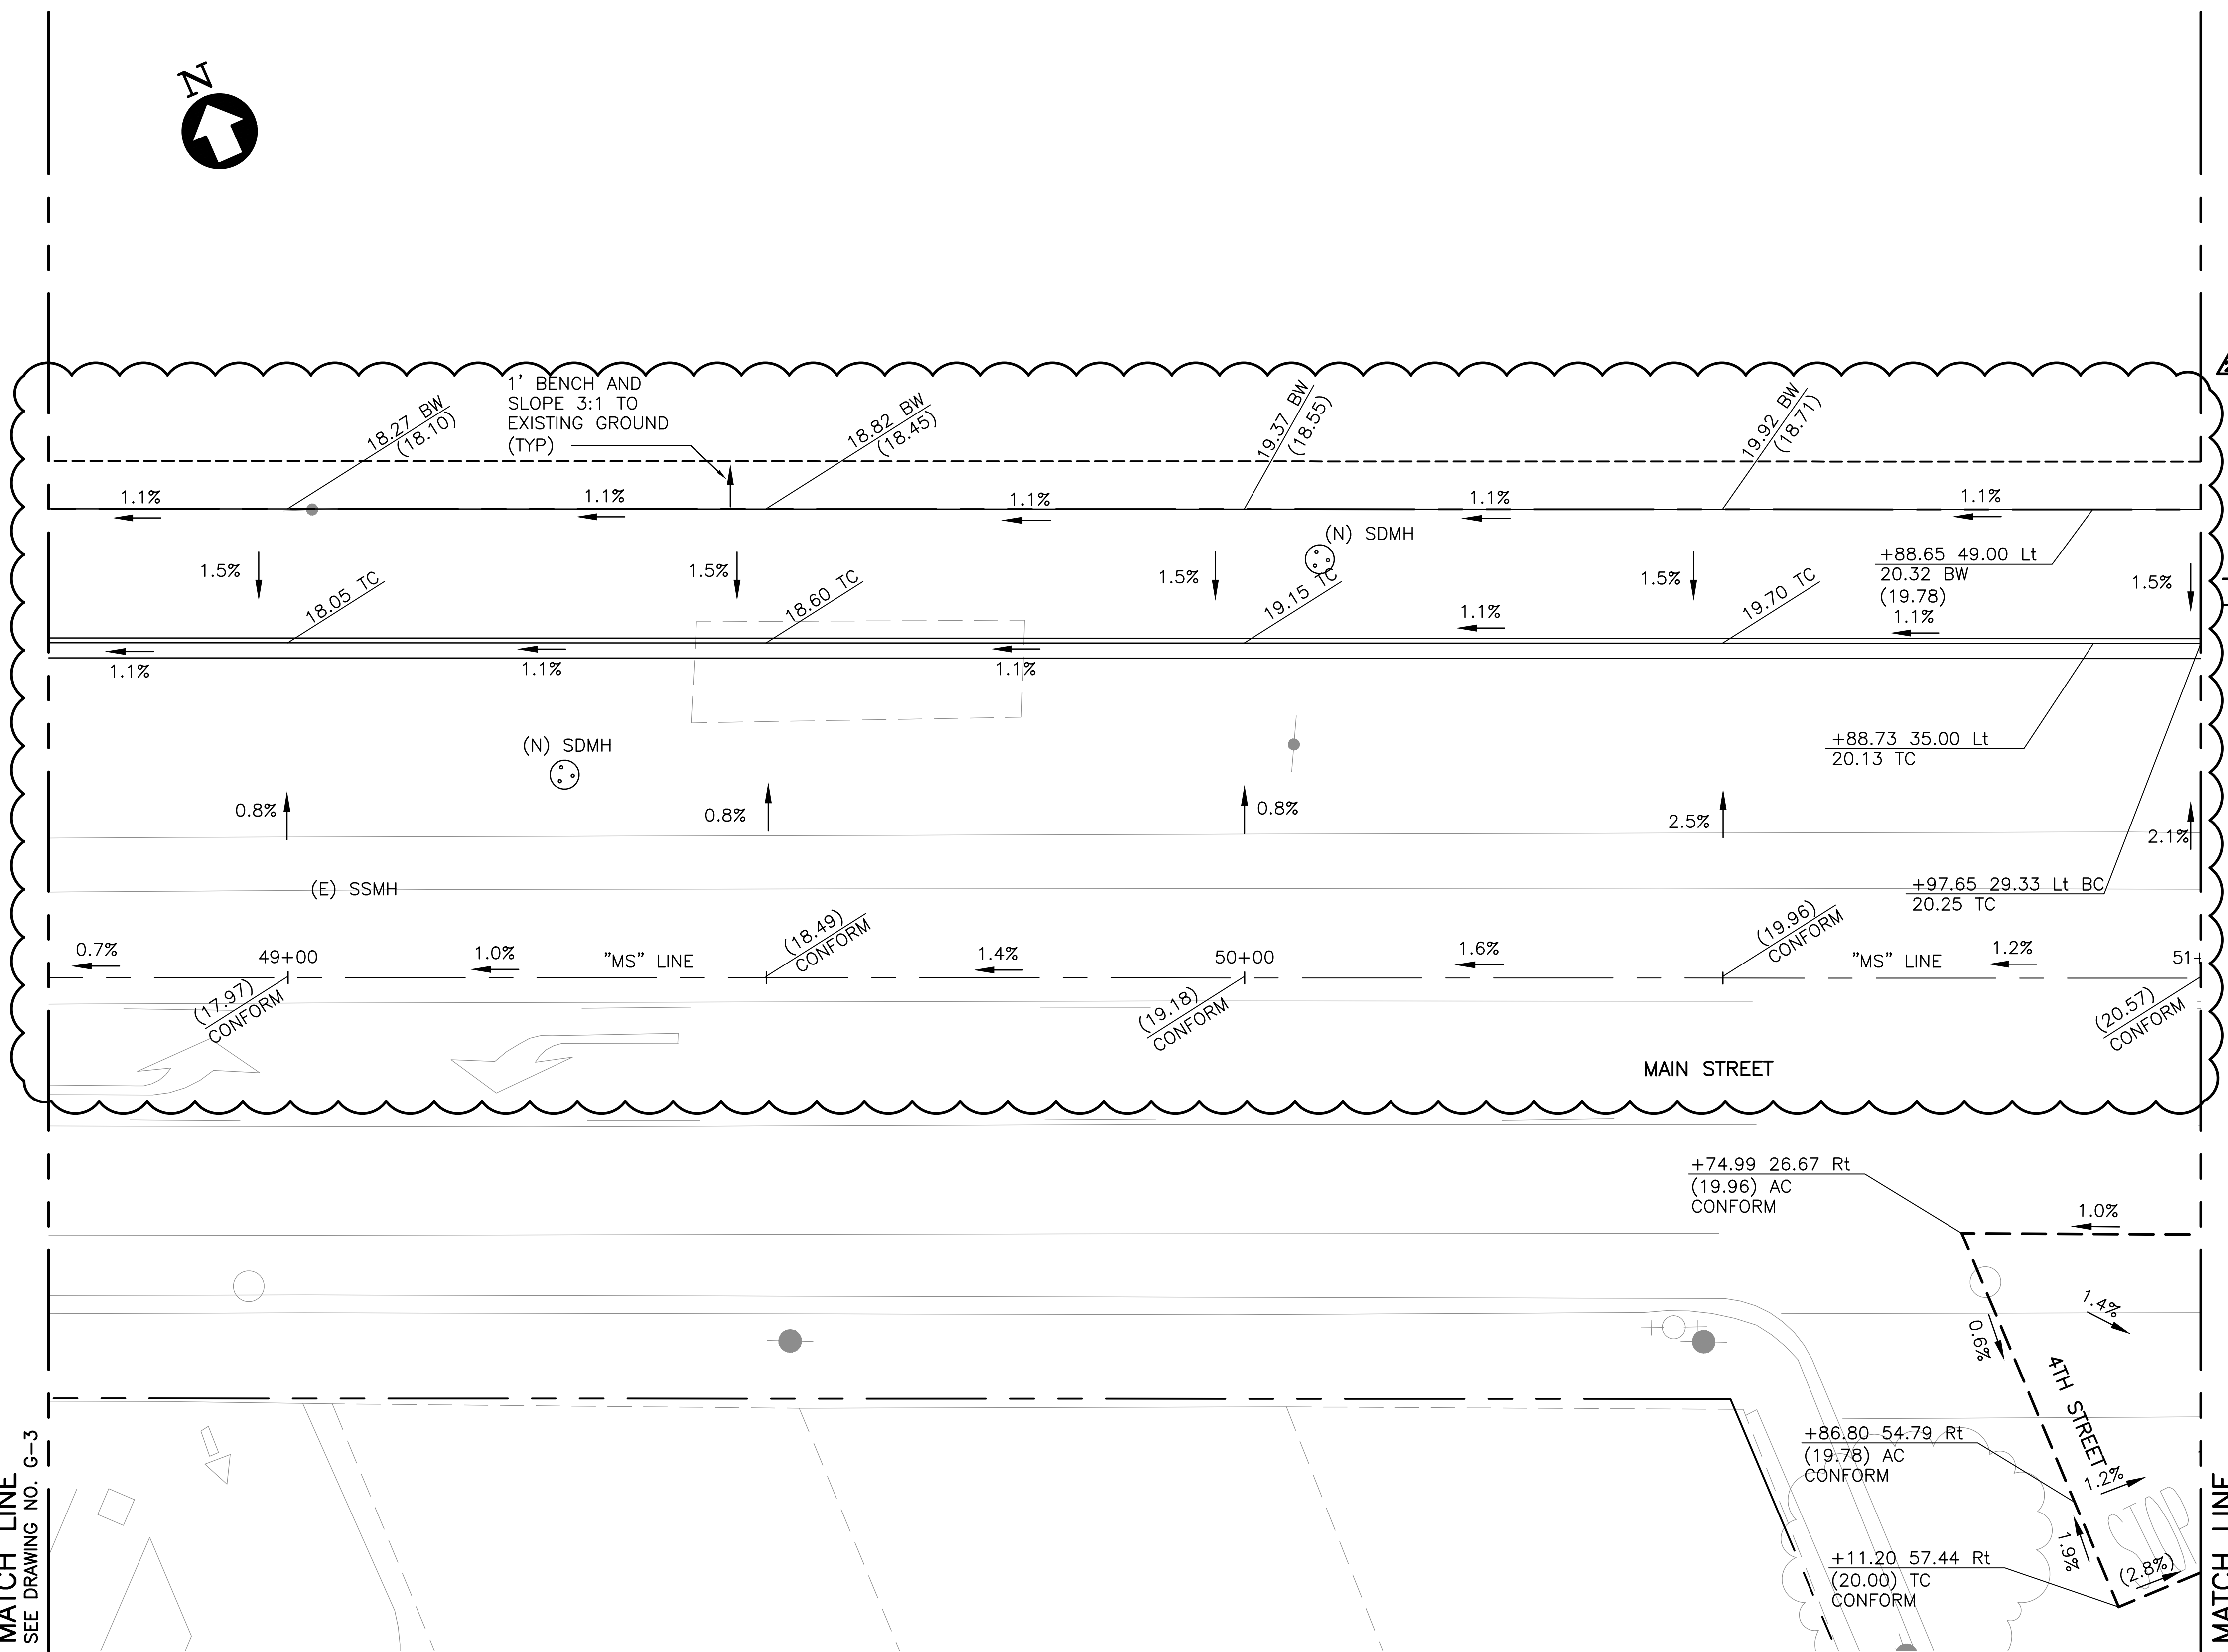 N
1' BENCH AND
SLOPE 3:1 TO
EXISTING GROUND
(TYP)
18.27 BW
(18.10)
18.82 BW
(18.45)
19.37 BW
(18.55)
19.92 BW
(18.71)
1.1%
1.1%
1.1%
1.1%
1.1%
(N) SDMH
+88.65 49.00 Lt
20.32 BW
(19.78)
1.5%
1.5%
1.5%
1.5%
1.5%
18.05 TC
18.60 TC
19.15 TC
19.70 TC
1.1%
1.1%
1.1%
1.1%
1.1%
+88.73 35.00 Lt
20.13 TC
(N) SDMH
0.8%
0.8%
0.8%
2.5%
2.1%
(E) SSMH
+97.65 29.33 Lt BC
20.25 TC
(18.49)
CONFORM
(19.96)
CONFORM
0.7%
49+00
1.0%
"MS" LINE
1.4%
50+00
1.6%
"MS" LINE
1.2%
51+
(17.97)
CONFORM
(19.18)
CONFORM
(20.57)
CONFORM
MAIN STREET
+74.99 26.67 Rt
(19.96) AC
CONFORM
1.0%
1.4%
0.6%
4TH STREET
+86.80 54.79 Rt
(19.78) AC
CONFORM
1.2%
STOP
1.9%
+11.20 57.44 Rt
(20.00) TC
CONFORM
(2.8%)
MATCH LINE
SEE DRAWING NO. G-3
MATCH LINE